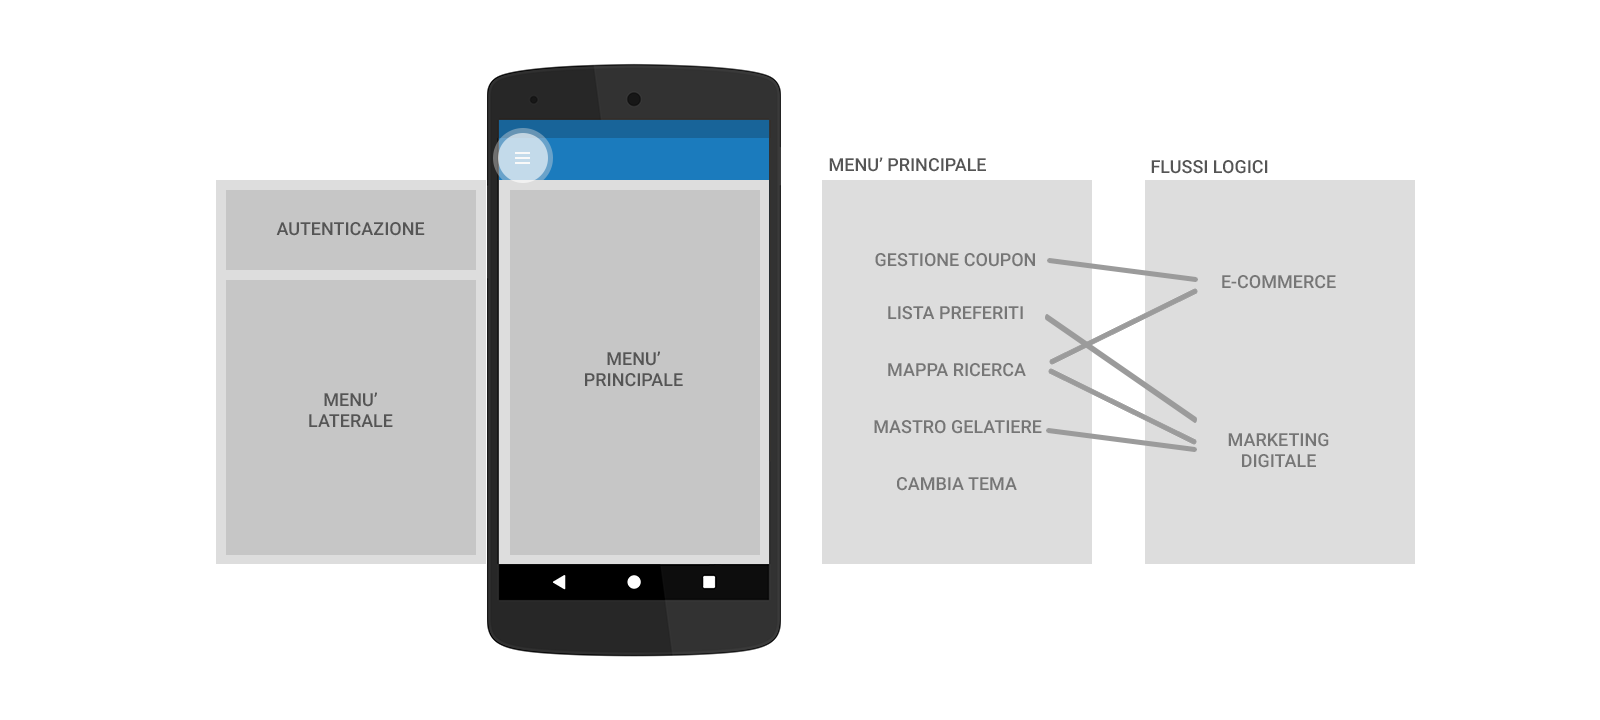 AUTENTICAZIONE
MENU’
LATERALE
MENU’
PRINCIPALE
MENU’ PRINCIPALE
GESTIONE COUPON
LISTA PREFERITI
MAPPA RICERCA
MASTRO GELATIERE
CAMBIA TEMA
FLUSSI LOGICI
E-COMMERCE
MARKETING
DIGITALE